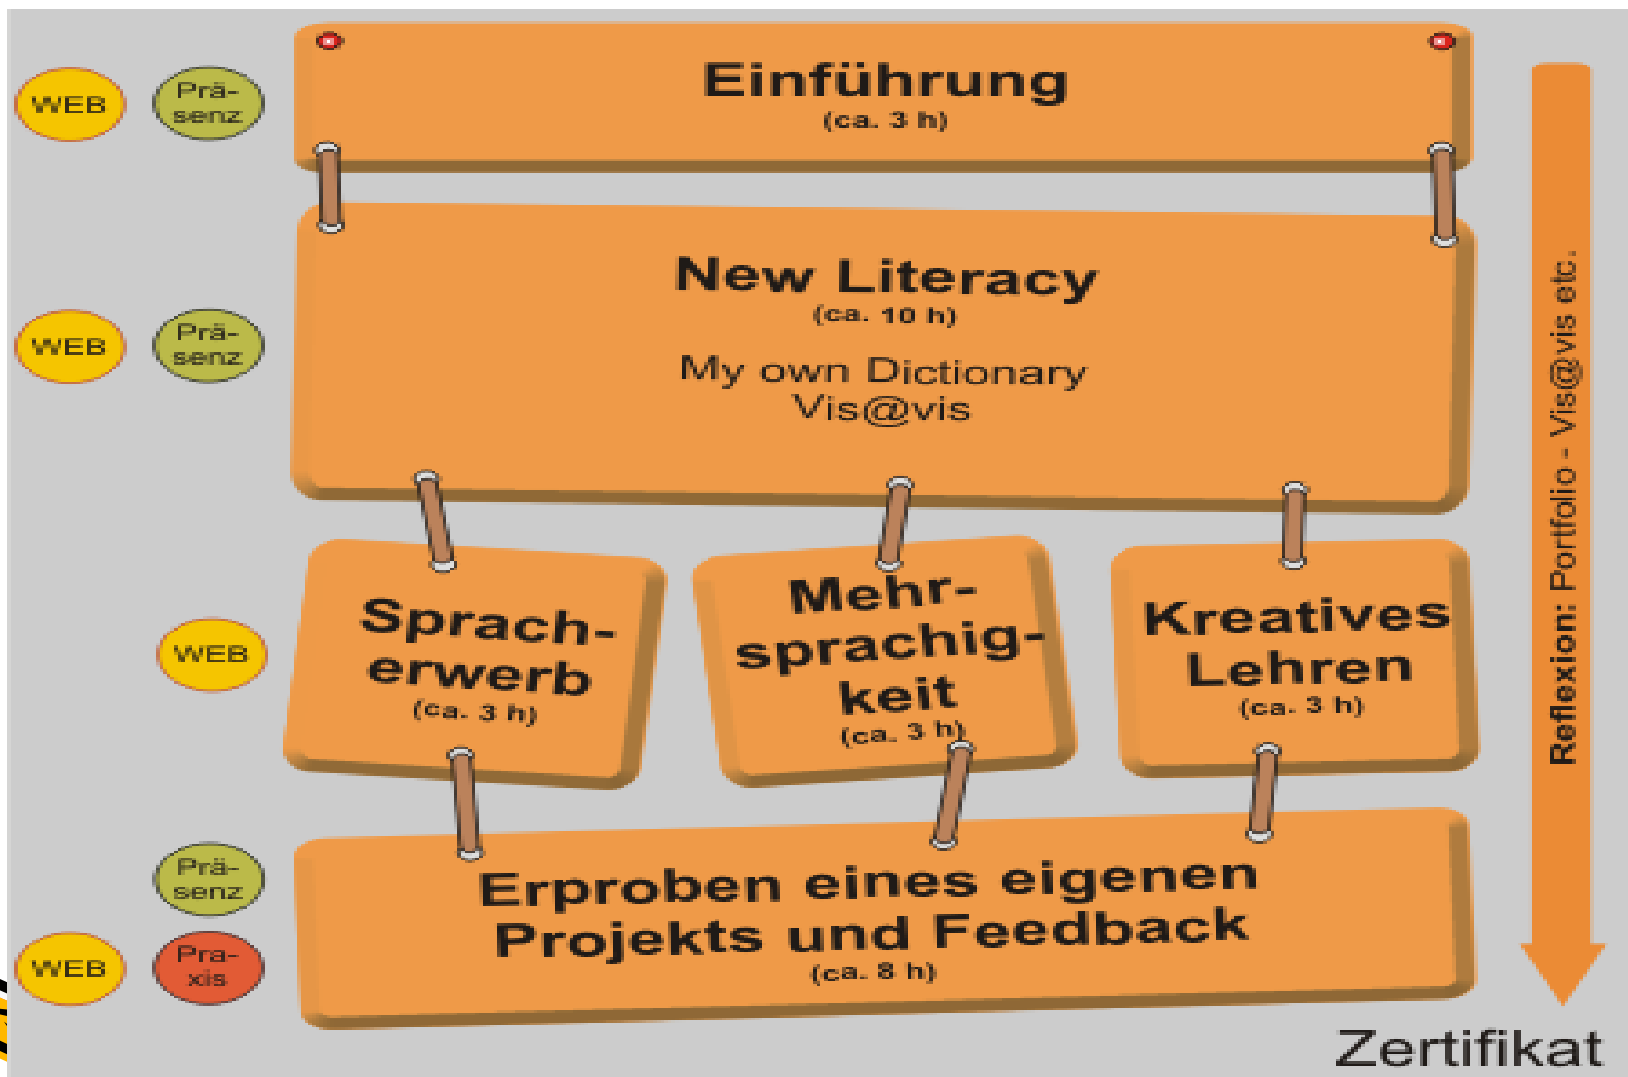 WEB
Prä-
senz
Einführung
(ca. 3 h)
WEB
Prä-
senz
New Literacy
(ca. 10 h)
My own Dictionary
Vis@vis
WEB
Sprach-
erwerb
(ca. 3 h)
Mehr-
sprachig-
keit
(ca. 3 h)
Kreatives
Lehren
(ca. 3 h)
Prä-
senz
WEB
Pra-
xis
Erproben eines eigenen
Projekts und Feedback
(ca. 8 h)
Reflexion: Portfolio - Vis@vis etc.
Zertifikat